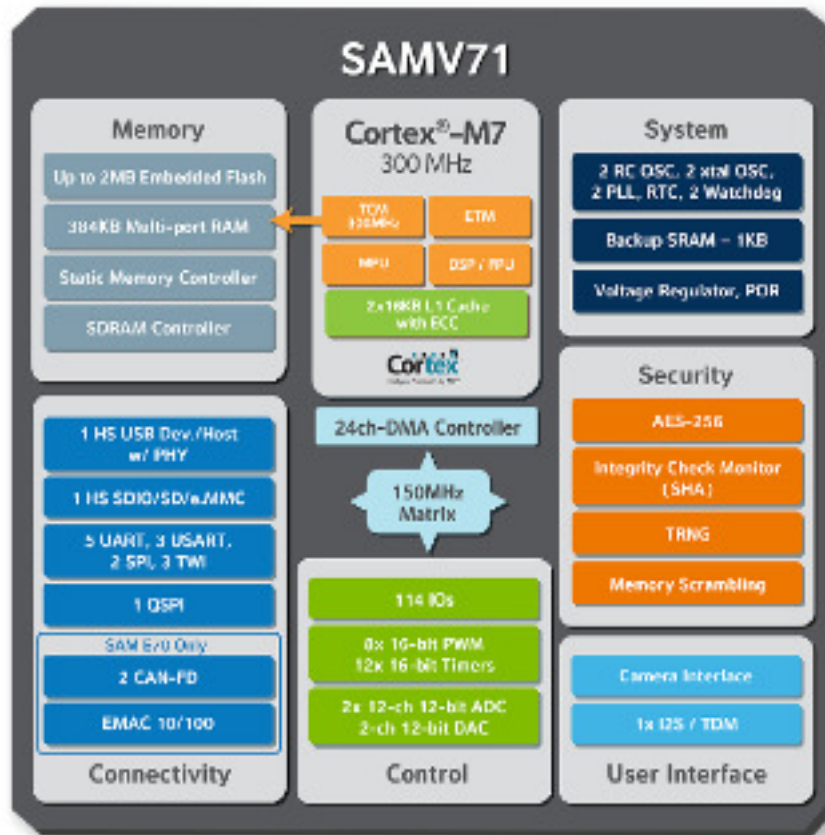 SAMV71
Memory
Up to 2MB Embedded Flash
384KB Multi-port RAM
Static Memory Controller
SDRAM Controller
Cortex®-M7
300 MHz
TCM
ETM
MPU
DSP / FPU
2x16KB L1 Cache
with ECC
Cortex
System
2 RC OSC, 2 xtal OSC,
2 PLL, RTC, 2 Watchdog
Backup SRAM – 1KB
Voltage Regulator, POR
Security
AES-256
Integrity Check Monitor
(SHA)
TRNG
Memory Scrambling
24ch-DMA Controller
150MHz
Matrix
1 HS USB Dev./Host
w/ PHY
1 HS SDIO/SD/e.MMC
5 UART, 3 USART,
2 SPI, 3 TWI
1 QSPI
SAM E/U Only
2 CAN-FD
EMAC 10/100
Connectivity
114 IOs
8x 16-bit PWM
12x 16-bit Timers
2x 12-ch 12-bit ADC
2-ch 12-bit DAC
Control
Camera Interface
1x I2S / TDM
User Interface